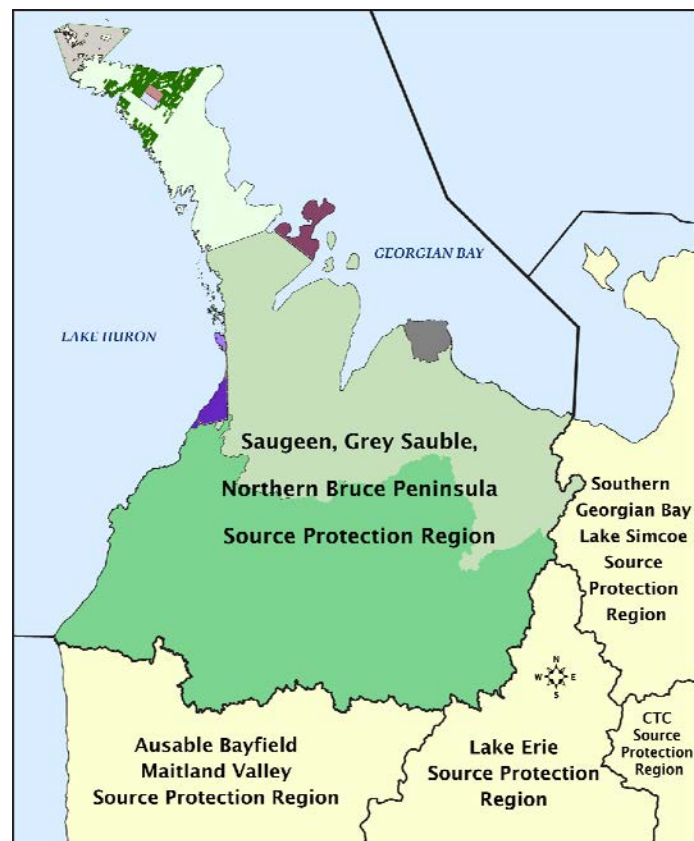 GEORGIAN BAY
LAKE HURON
Saugeen, Grey Sauble,
Northern Bruce Peninsula
Source Protection Region
Southern
Georgian Bay
Lake Simcoe
Source
Protection
Region
N
W E
S
Ausable Bayfield
Maitland Valley
Source Protection Region
Lake Erie
Source Protection
Region
CTC
Source
Protection
Region